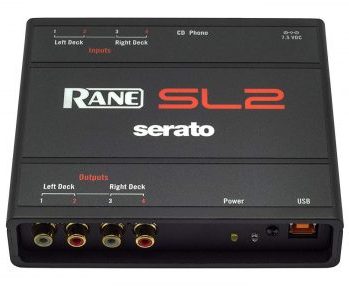 1 2 3 4
Left Deck Right Deck
Inputs
CD Phono
7.5 VDC
RANE SL2
serato
Outputs
Left Deck Right Deck
1 2 3 4
Power
USB